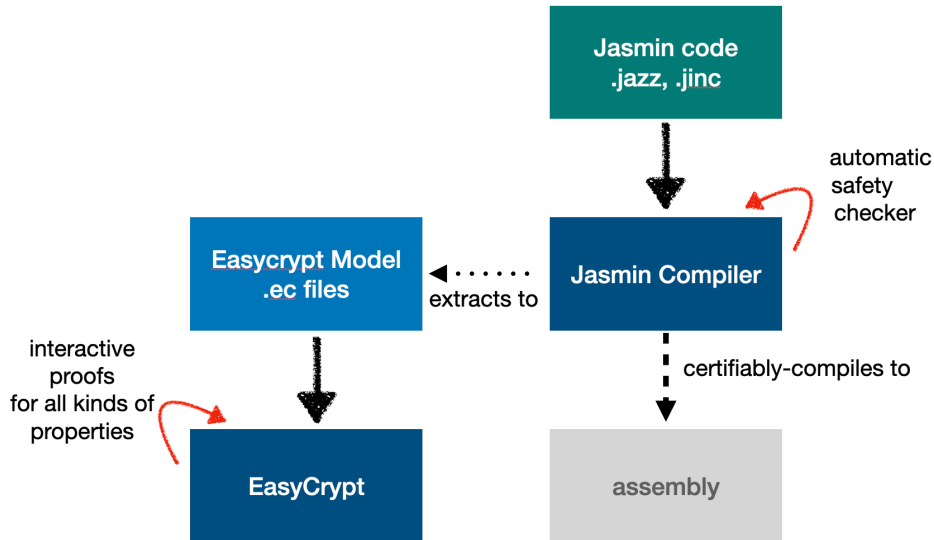 Jasmin code
.jazz, .jinc
automatic
safety
checker
Easycrypt Model
.ec files
extracts to
Jasmin Compiler
interactive
proofs
for all kinds of
properties
certifiably-compiles to
EasyCrypt
assembly